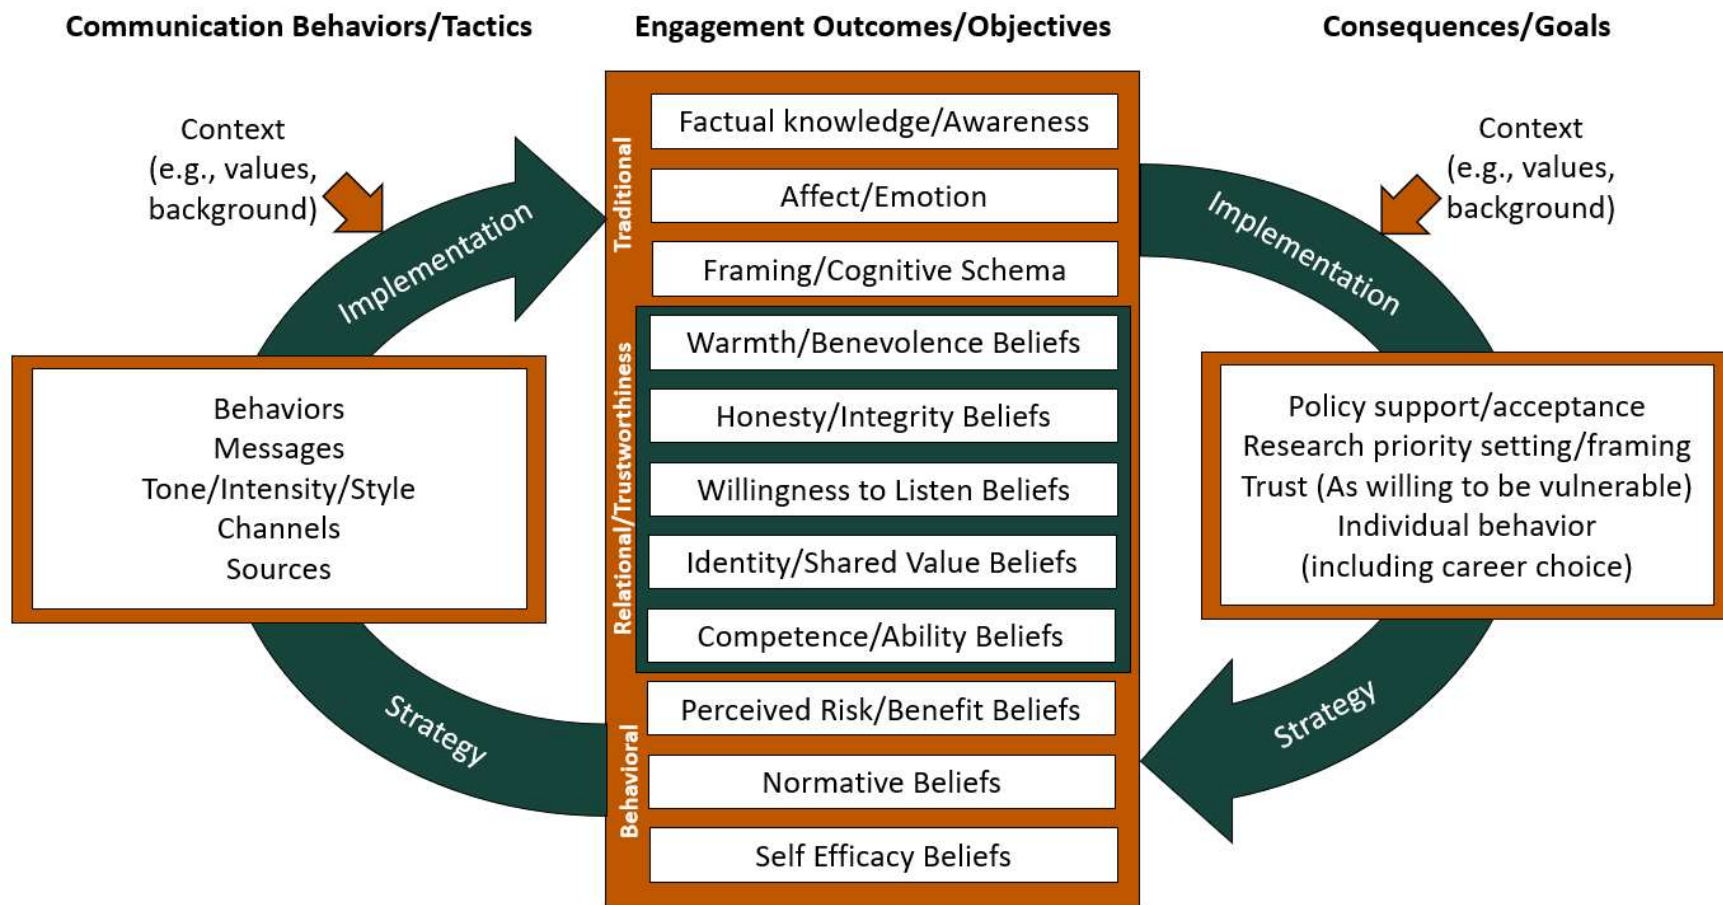 Communication Behaviors/Tactics
Engagement Outcomes/Objectives
Consequences/Goals
Context
(e.g., values,
background)
Implementation
Behaviors
Messages
Tone/Intensity/Style
Channels
Sources
Strategy
Traditional
Factual knowledge/Awareness
Affect/Emotion
Framing/Cognitive Schema
Relational/Trustworthiness
Warmth/Benevolence Beliefs
Honesty/Integrity Beliefs
Willingness to Listen Beliefs
Identity/Shared Value Beliefs
Competence/Ability Beliefs
Behavioral
Perceived Risk/Benefit Beliefs
Normative Beliefs
Self Efficacy Beliefs
Context
(e.g., values,
background)
Implementation
Policy support/acceptance
Research priority setting/framing
Trust (As willing to be vulnerable)
Individual behavior
(including career choice)
Strategy